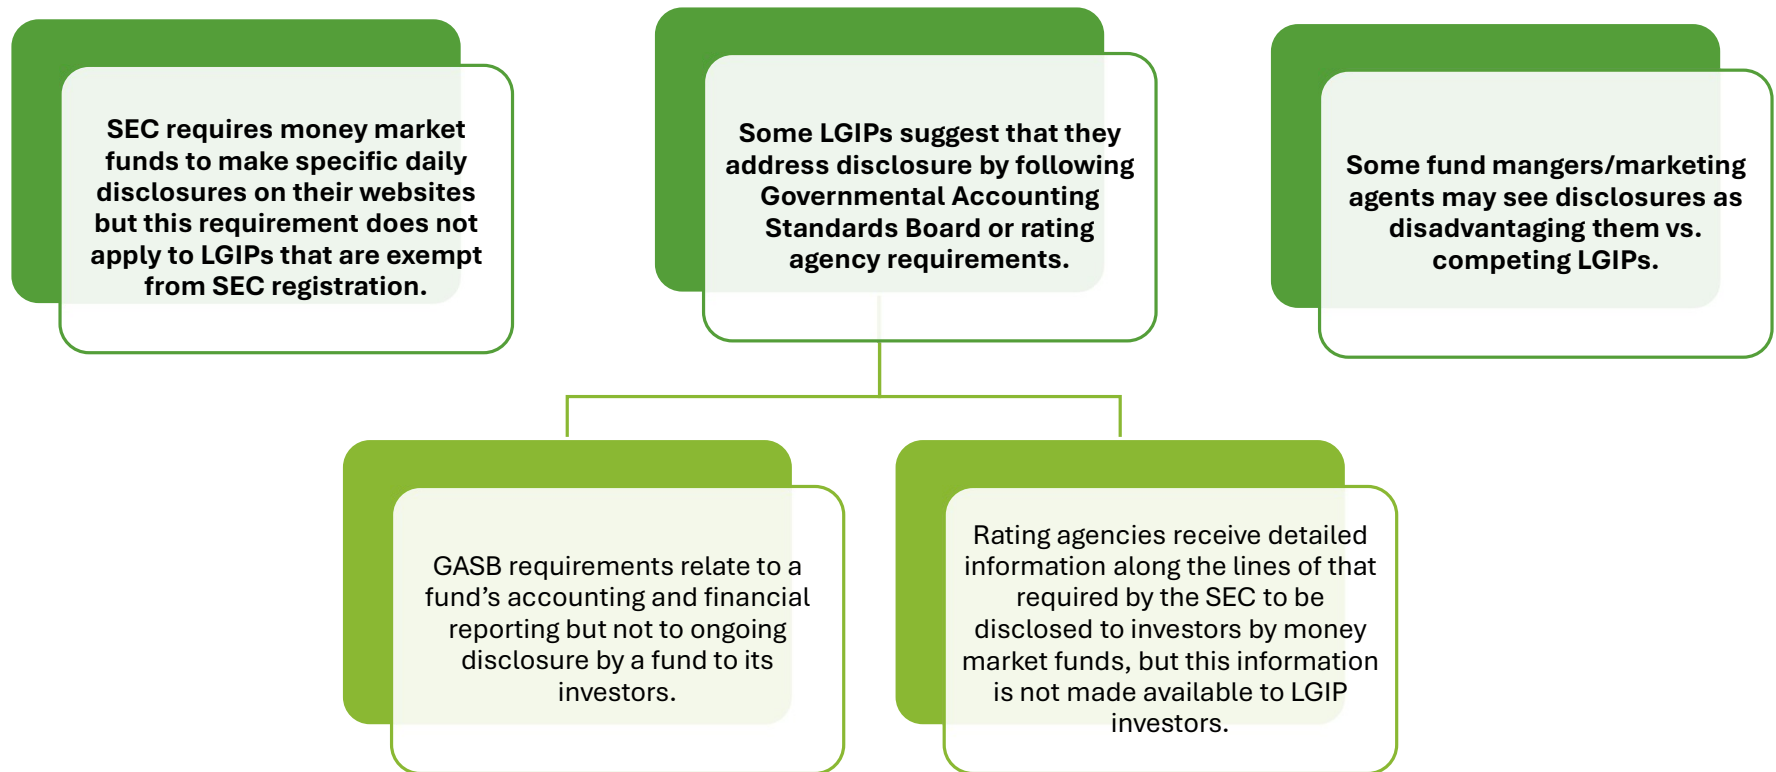 SEC requires money market
funds to make specific daily
disclosures on their websites
but this requirement does not
apply to LGIPs that are exempt
from SEC registration.
Some LGIPs suggest that they
address disclosure by following
Governmental Accounting
Standards Board or rating
agency requirements.
Some fund mangers/marketing
agents may see disclosures as
disadvantaging them vs.
competing LGIPs.
GASB requirements relate to a
fund’s accounting and financial
reporting but not to ongoing
disclosure by a fund to its
investors.
Rating agencies receive detailed
information along the lines of that
required by the SEC to be
disclosed to investors by money
market funds, but this information
is not made available to LGIP
investors.